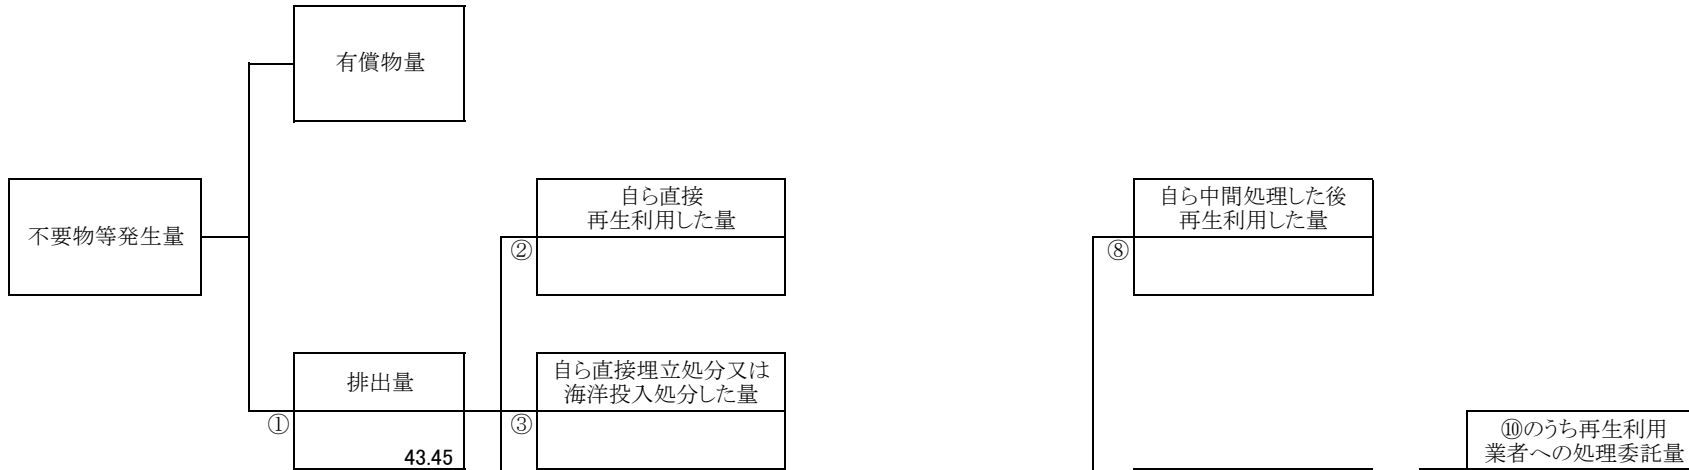 有償物量
不要物等発生量
自ら直接
再生利用した量
②
自ら中間処理した後
再生利用した量
⑧
排出量
①
43.45
自ら直接埋立処分又は
海洋投入処分した量
③
⑩のうち再生利用
業者への処理委託量